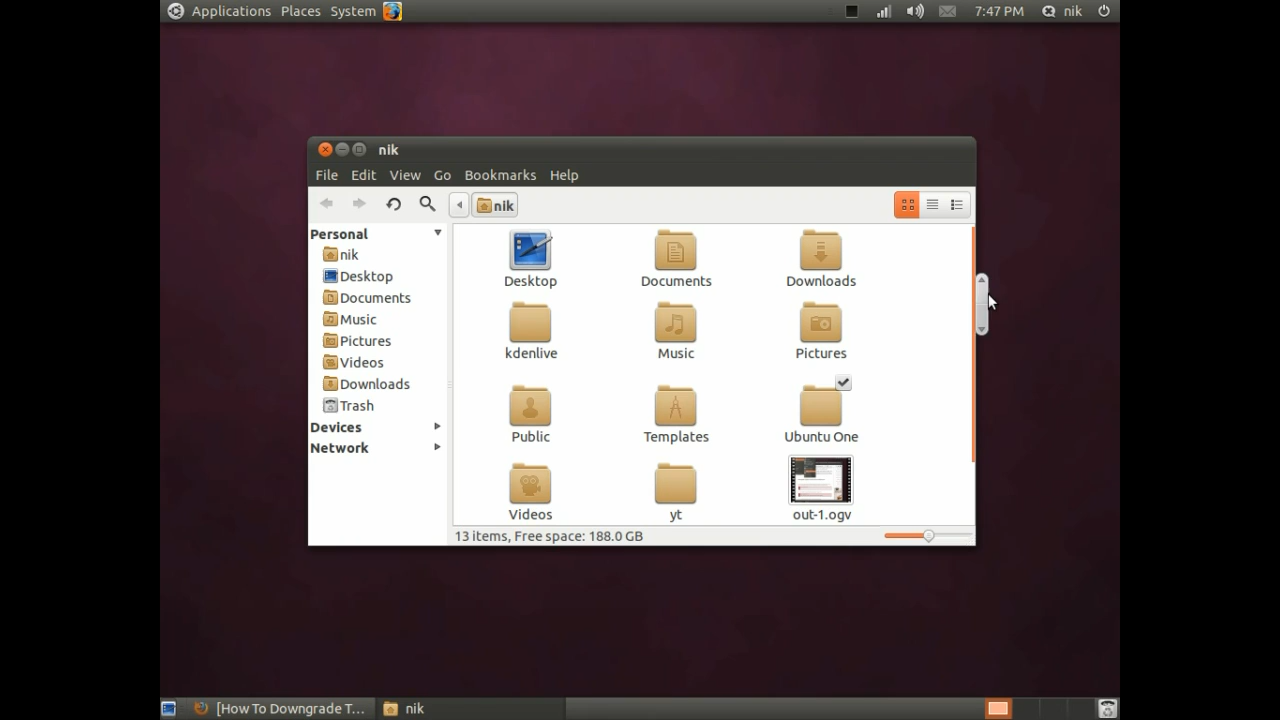 Applications Places System 7:47 PM nik
nik
File Edit View Go Bookmarks Help
nik
Personal
nik
Desktop
Documents
Music
Pictures
Videos
Downloads
Trash
Devices
Network
Desktop Documents Downloads
kdenlive Music Pictures
Public Templates Ubuntu One
Videos yt out-1.ogv
13 items, Free space: 188.0 GB
[How To Downgrade T... nik